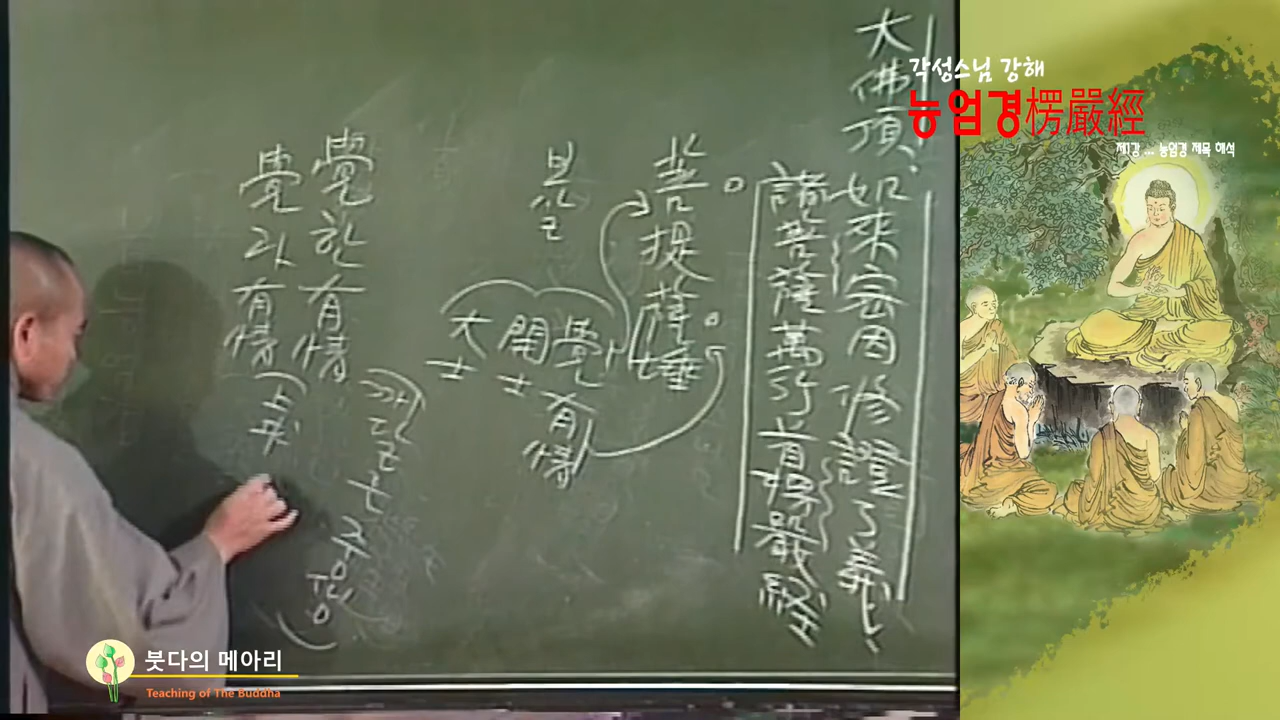 각성스님 강해
능엄경楞嚴經
제1강 ... 능엄경 제목 해석
大佛頂
如來密因修證了義
諸菩薩萬行首楞嚴經
菩提薩埵
보살
覺有情
開士
大士
覺한有情
(깨달은 중생)
覺라有情
붓다의 메아리
Teaching of The Buddha